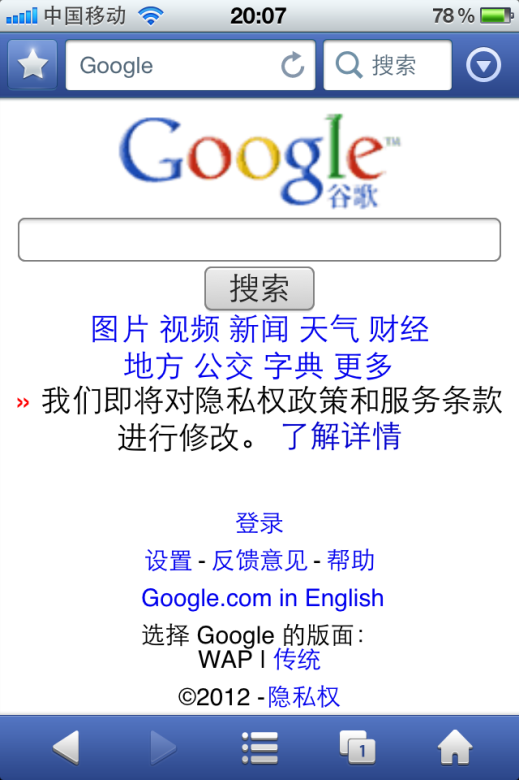 中国移动 20:07 78%
Google 搜索
Google™
谷歌
搜索
图片 视频 新闻 天气 财经
地方 公交 字典 更多
» 我们即将对隐私权政策和服务条款
进行修改。 了解详情
登录
设置 - 反馈意见 - 帮助
Google.com in English
选择 Google 的版面：
WAP | 传统
©2012 -隐私权
1